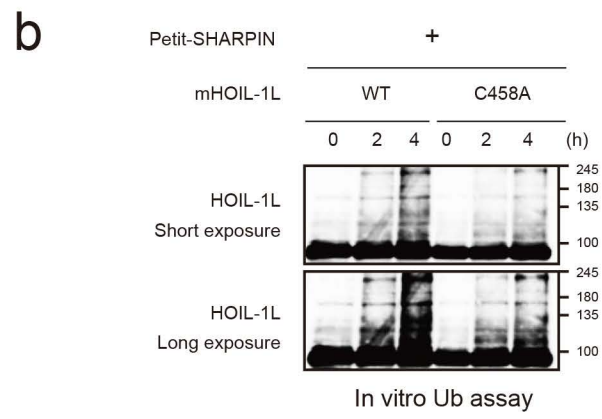 b
Petit-SHARPIN +
mHOIL-1L WT C458A
0 2 4 0 2 4 (h)
HOIL-1L
Short exposure
245
180
135
100
HOIL-1L
Long exposure
245
180
135
100
In vitro Ub assay